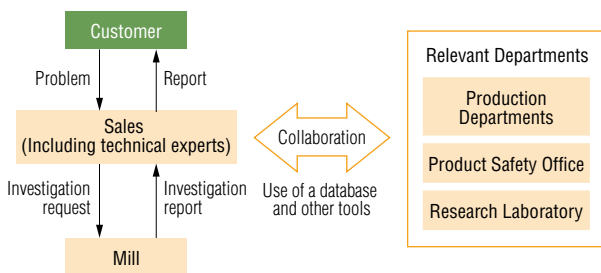 Customer
Problem
Report
Sales
(Including technical experts)
Investigation
request
Investigation
report
Mill
Collaboration
Use of a database
and other tools
Relevant Departments
Production
Departments
Product Safety Office
Research Laboratory